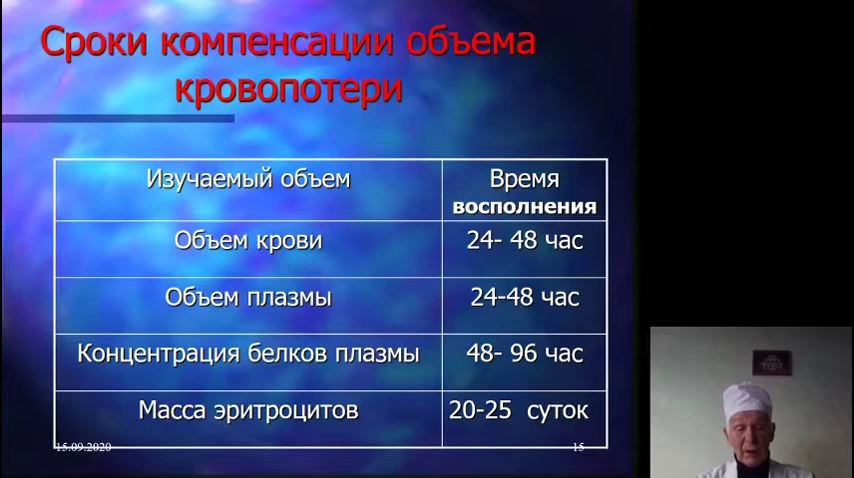 Сроки компенсации объема
кровопотери
Изучаемый объем
Время
восполнения
Объем крови
24- 48 час
Объем плазмы
24-48 час
Концентрация белков плазмы
48- 96 час
Масса эритроцитов
20-25 суток
15.09.2020
15